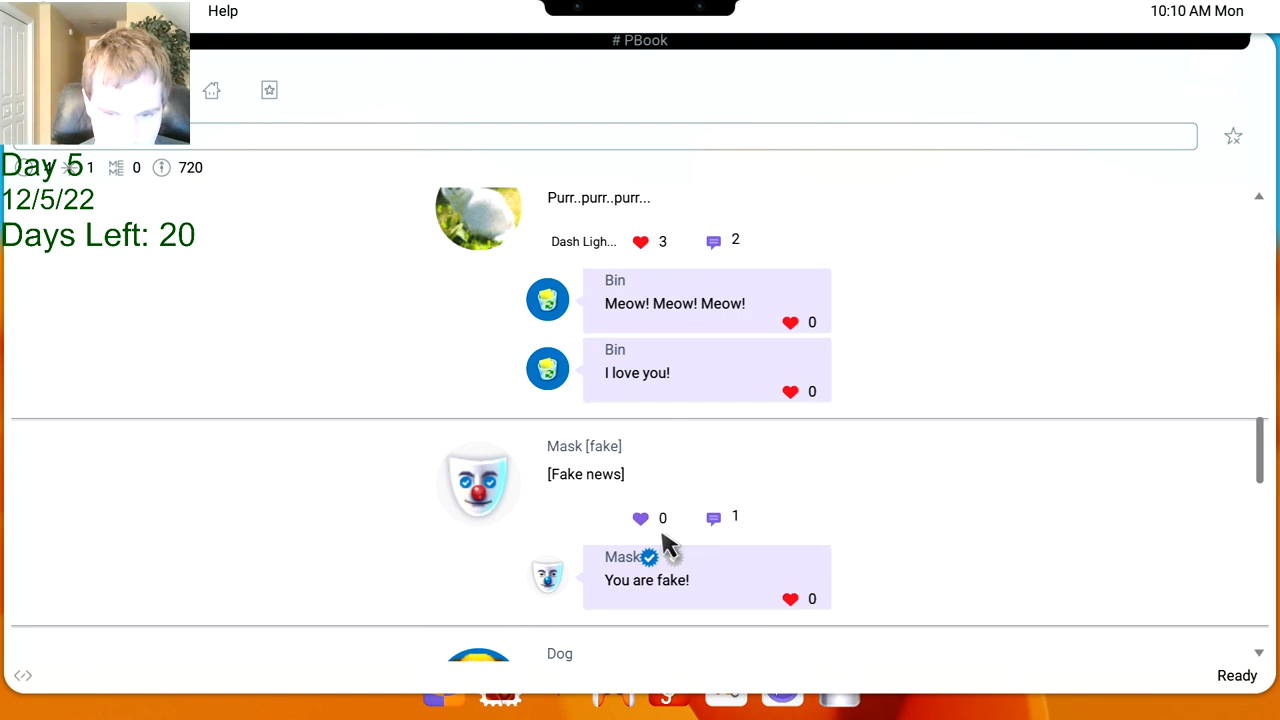 Help
10:10 AM Mon
# PBook
Day 5
1
ME
ME
0
720
12/5/22
Days Left: 20
Purr..purr..purr...
Dash Ligh...
3
2
Bin
Meow! Meow! Meow!
0
Bin
I love you!
0
Mask [fake]
[Fake news]
0
1
Mask
You are fake!
0
Dog
Ready